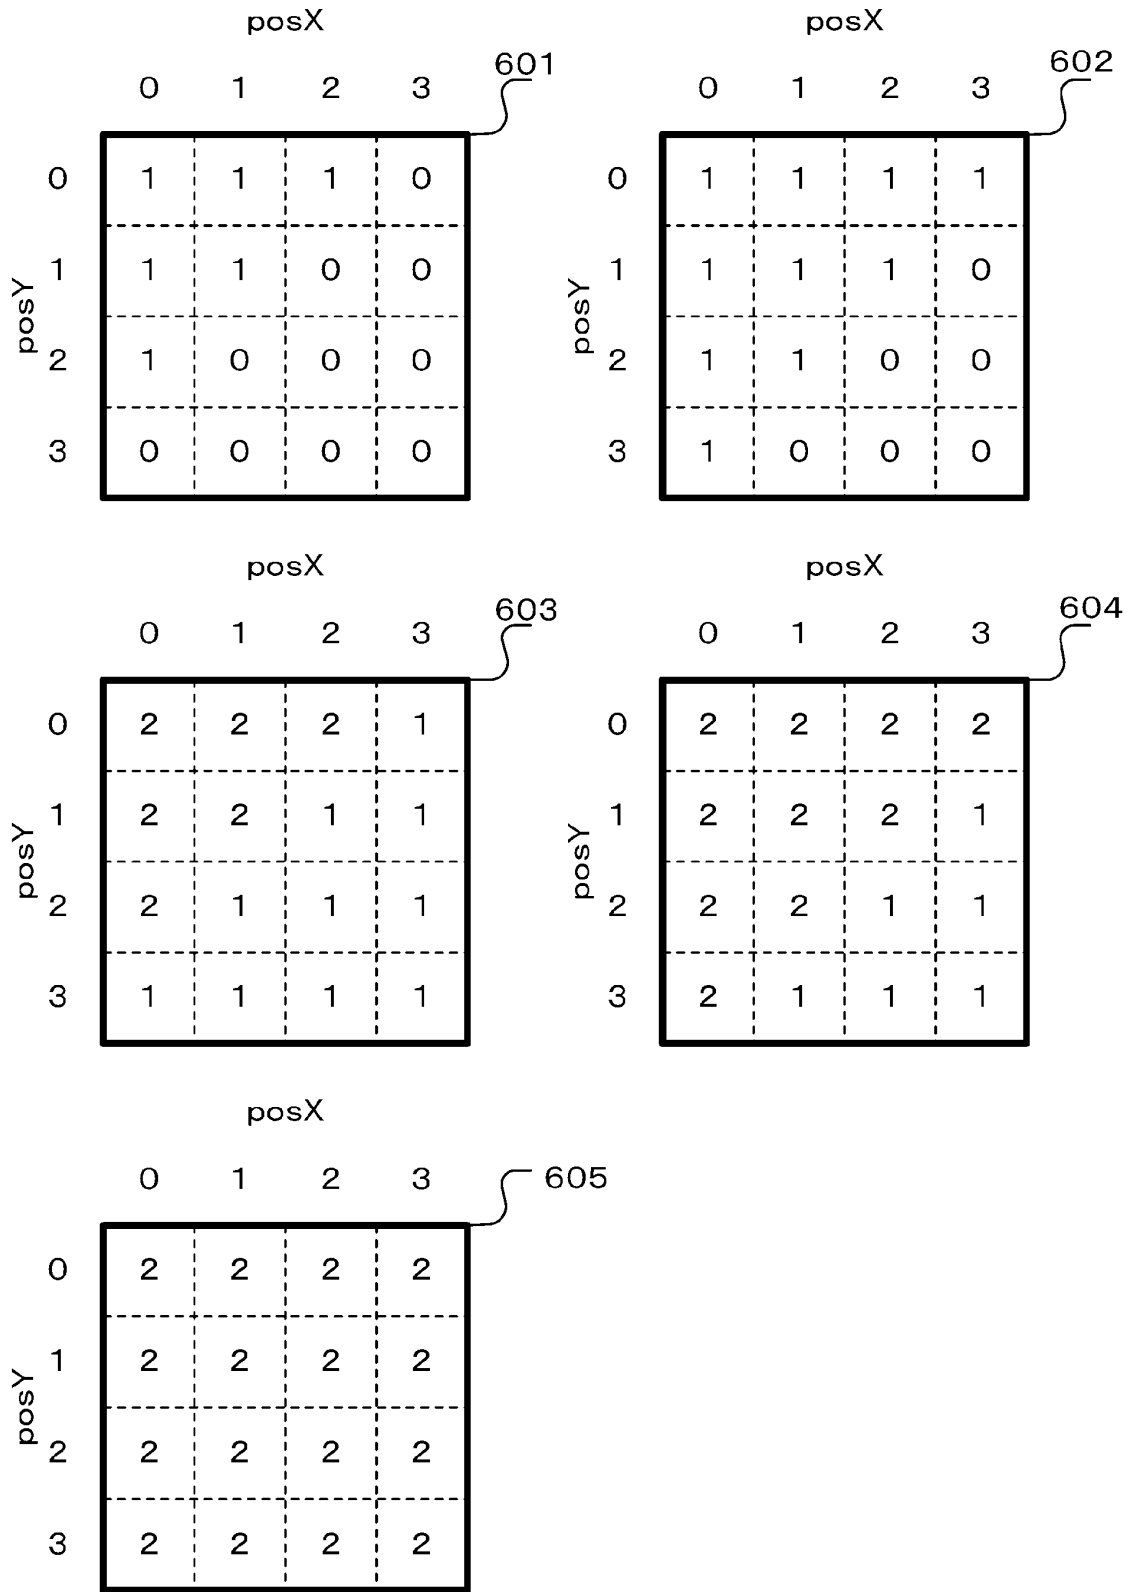 posX posX
601 602
0 1 2 3 0 1 2 3
0 1 1 1 0 0 1 1 1 1
1 1 1 0 0 1 1 1 1 0
posY posY
2 1 0 0 0 2 1 1 0 0
3 0 0 0 0 3 1 0 0 0
posX posX
603 604
0 1 2 3 0 1 2 3
0 2 2 2 1 0 2 2 2 2
1 2 2 1 1 1 2 2 2 1
posY posY
2 2 1 1 1 2 2 2 1 1
3 1 1 1 1 3 2 1 1 1
posX
0 1 2 3 605
0 2 2 2 2
1 2 2 2 2
posY
2 2 2 2 2
3 2 2 2 2